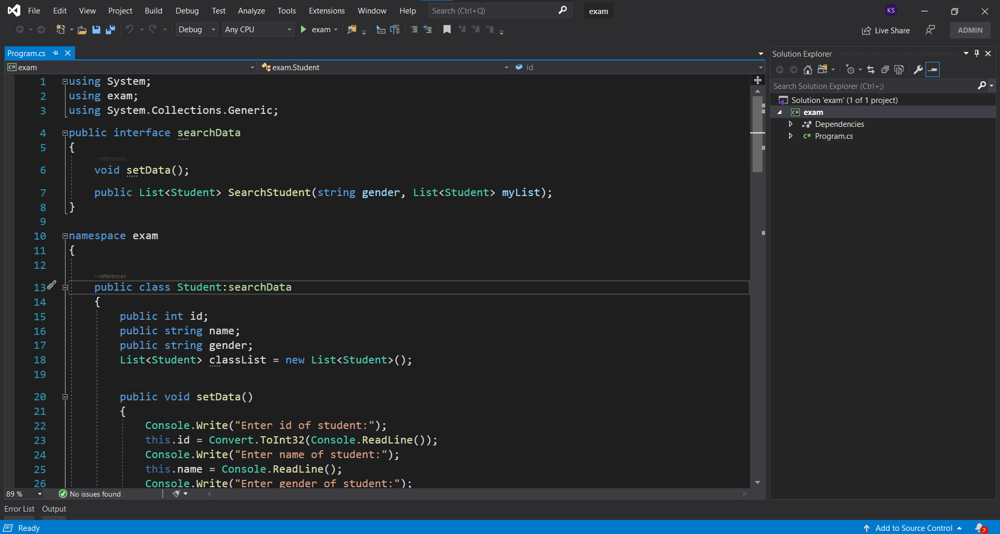 File Edit View Project Build Debug Test Analyze Tools Extensions Window Help Search (Ctrl+Q) exam KS
Debug Any CPU exam Live Share ADMIN
Program.cs
exam exam.Student id
1 using System;
2 using exam;
3 using System.Collections.Generic;
4 public interface searchData
5 {
– references
6 void setData();
7 public List<Student> SearchStudent(string gender, List<Student> myList);
8 }
9
10 namespace exam
11 {
12
– references
13 public class Student:searchData
14 {
15 public int id;
16 public string name;
17 public string gender;
18 List<Student> classList = new List<Student>();
19
20 public void setData()
21 {
22 Console.Write("Enter id of student:");
23 this.id = Convert.ToInt32(Console.ReadLine());
24 Console.Write("Enter name of student:");
25 this.name = Console.ReadLine();
26 Console.Write("Enter gender of student:");
89 % No issues found
Solution Explorer
Search Solution Explorer (Ctrl+;)
Solution 'exam' (1 of 1 project)
C# exam
Dependencies
C# Program.cs
Error List Output
Ready Add to Source Control 2